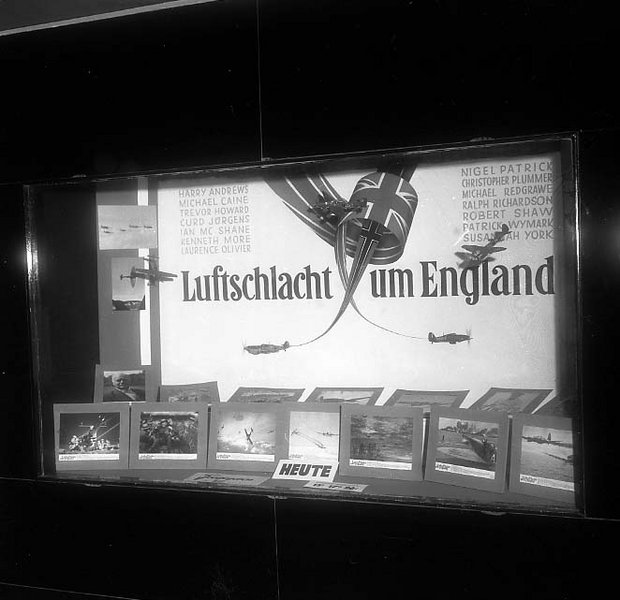 HARRY ANDREWS
MICHAEL CAINE
TREVOR HOWARD
CURD JÜRGENS
IAN MC SHANE
KENNETH MORE
LAURENCE OLIVIER
NIGEL PATRICK
CHRISTOPHER PLUMMER
MICHAEL REDGRAWE
RALPH RICHARDSON
ROBERT SHAW
PATRICK WYMARK
SUSANNAH YORK
Luftschlacht um England
HEUTE